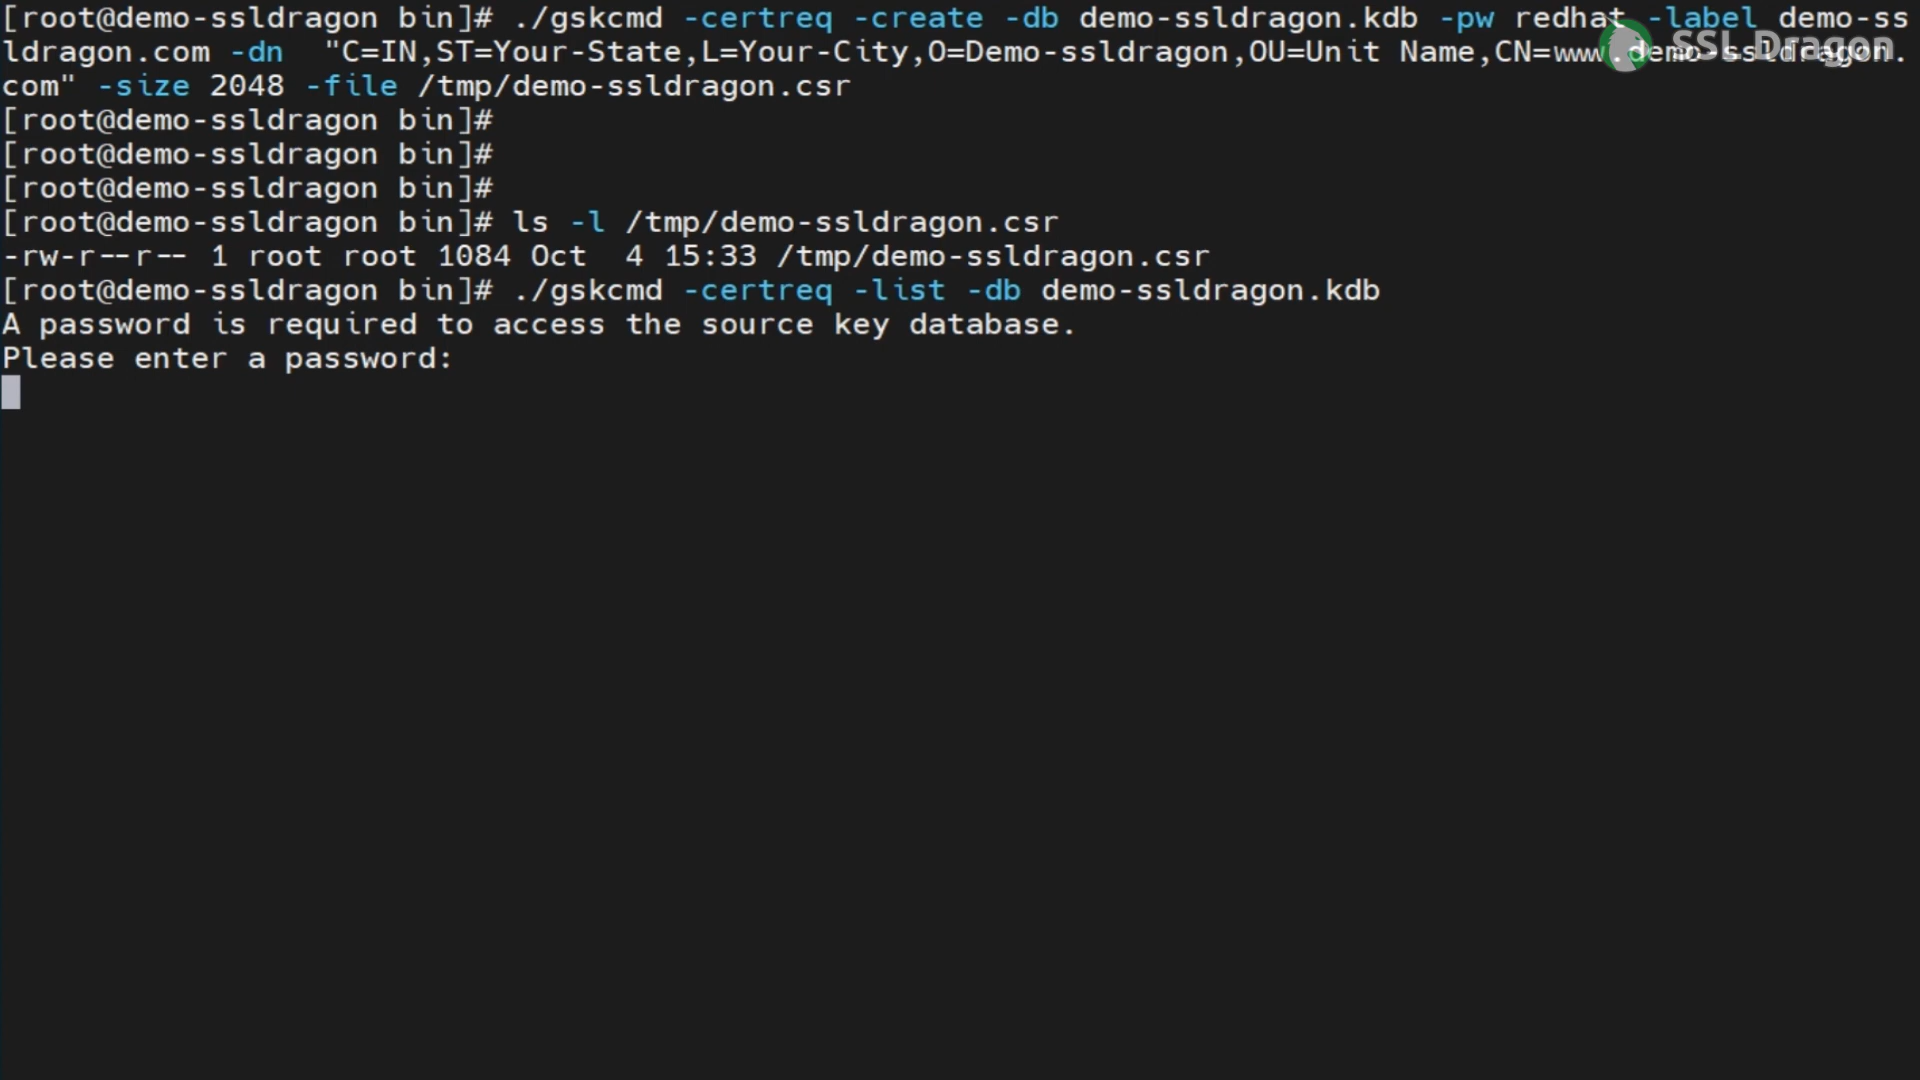 [root@demo-ssldragon bin]# ./gskcmd -certreq -create -db demo-ssldragon.kdb -pw redhat -label demo-ss
ldragon.com -dn  "C=IN,ST=Your-State,L=Your-City,O=Demo-ssldragon,OU=Unit Name,CN=www.demo-ssldragon.
com" -size 2048 -file /tmp/demo-ssldragon.csr
[root@demo-ssldragon bin]#
[root@demo-ssldragon bin]#
[root@demo-ssldragon bin]#
[root@demo-ssldragon bin]# ls -l /tmp/demo-ssldragon.csr
-rw-r--r-- 1 root root 1084 Oct  4 15:33 /tmp/demo-ssldragon.csr
[root@demo-ssldragon bin]# ./gskcmd -certreq -list -db demo-ssldragon.kdb
A password is required to access the source key database.
Please enter a password:
SSL Dragon